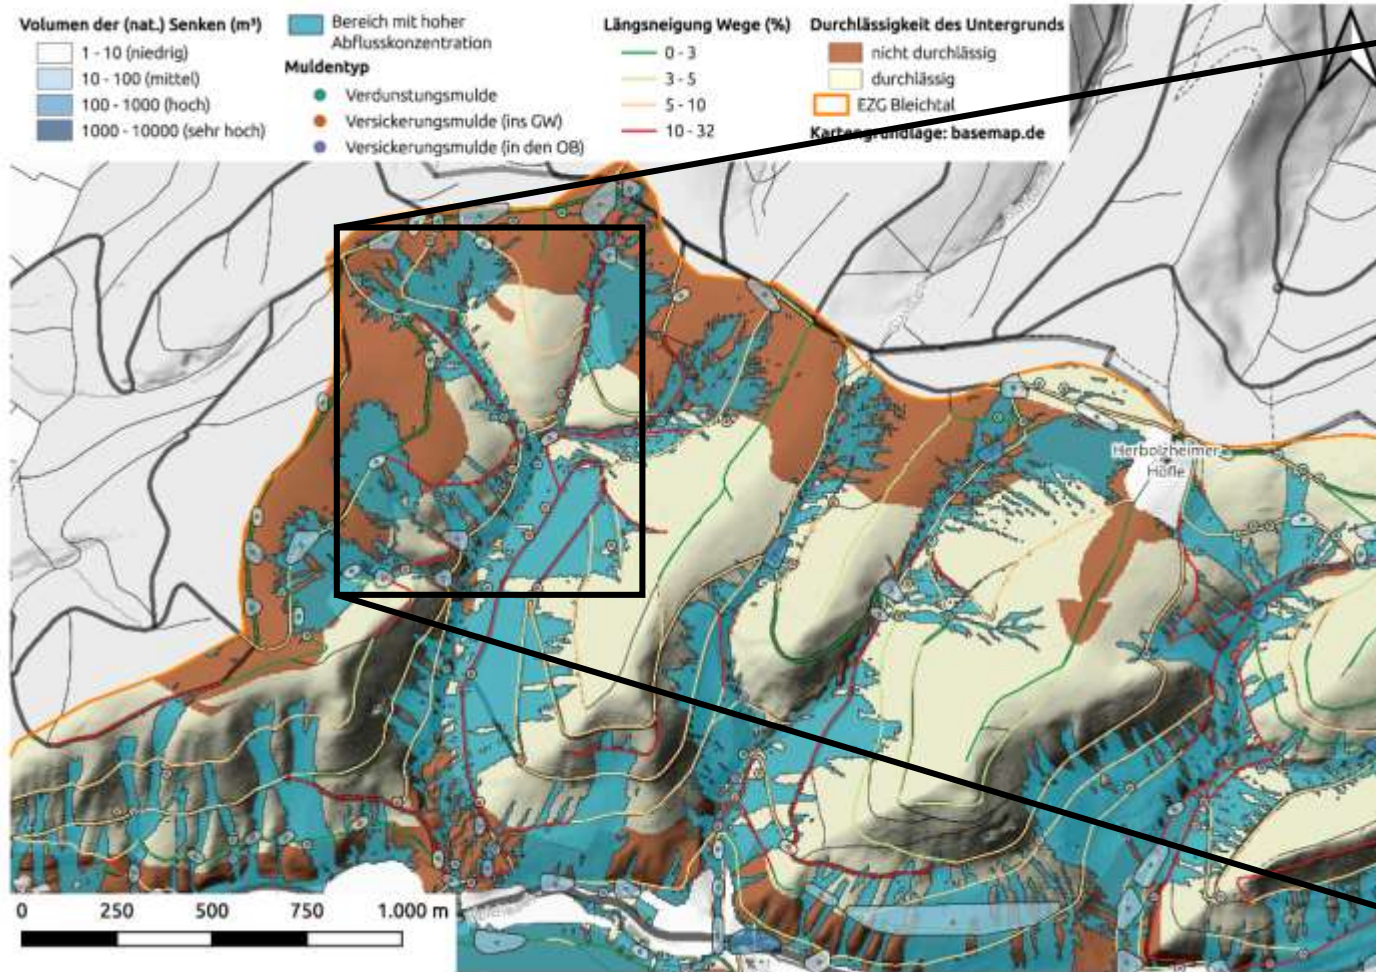 Volumen der (nat.) Senken (m³)
1 - 10 (niedrig)
10 - 100 (mittel)
100 - 1000 (hoch)
1000 - 10000 (sehr hoch)
Bereich mit hoher
Abflusskonzentration
Muldentyp
Verdunstungsmulde
Versickerungsmulde (ins GW)
Versickerungsmulde (in den OB)
Längsneigung Wege (%)
0 - 3
3 - 5
5 - 10
10 - 32
Durchlässigkeit des Untergrunds
nicht durchlässig
durchlässig
EZG Bleichtal
Kartengrundlage: basemap.de
Herbolzheimer
Höfle
0 250 500 750 1.000 m